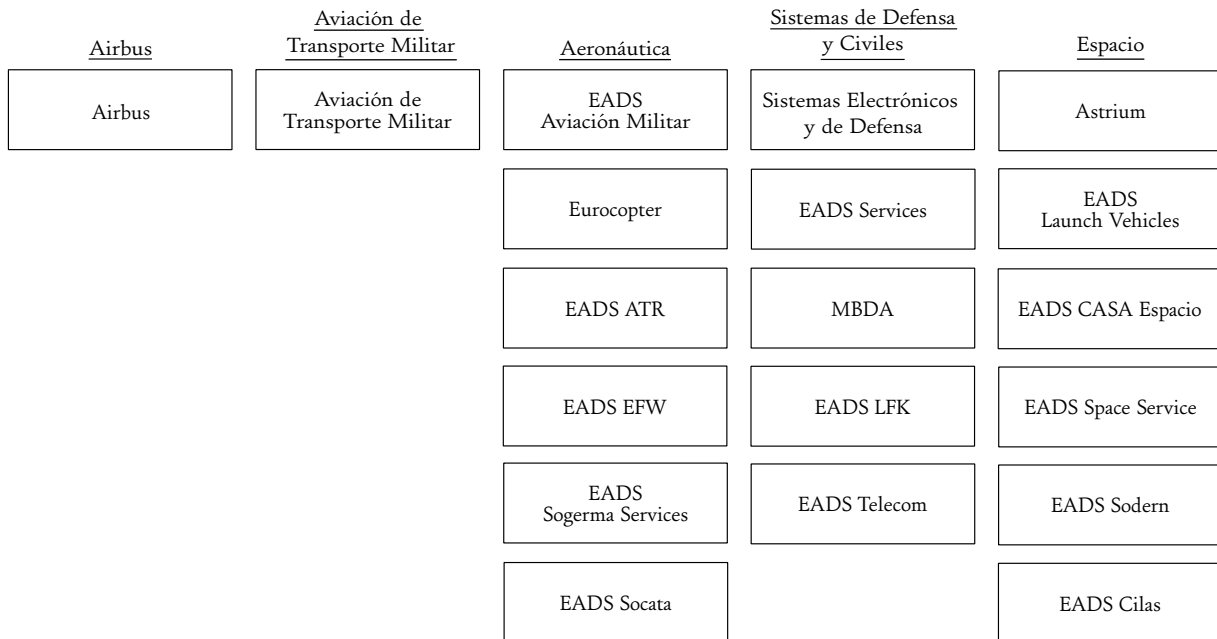 Airbus
Aviación de
Transporte Militar
Aeronáutica
Sistemas de Defensa
y Civiles
Espacio
Airbus
Aviación de
Transporte Militar
EADS
Aviación Militar
Sistemas Electrónicos
y de Defensa
Astrium
Eurocopter
EADS Services
EADS
Launch Vehicles
EADS ATR
MBDA
EADS CASA Espacio
EADS EFW
EADS LFK
EADS Space Service
EADS
Sogerma Services
EADS Telecom
EADS Sodern
EADS Socata
EADS Cilas